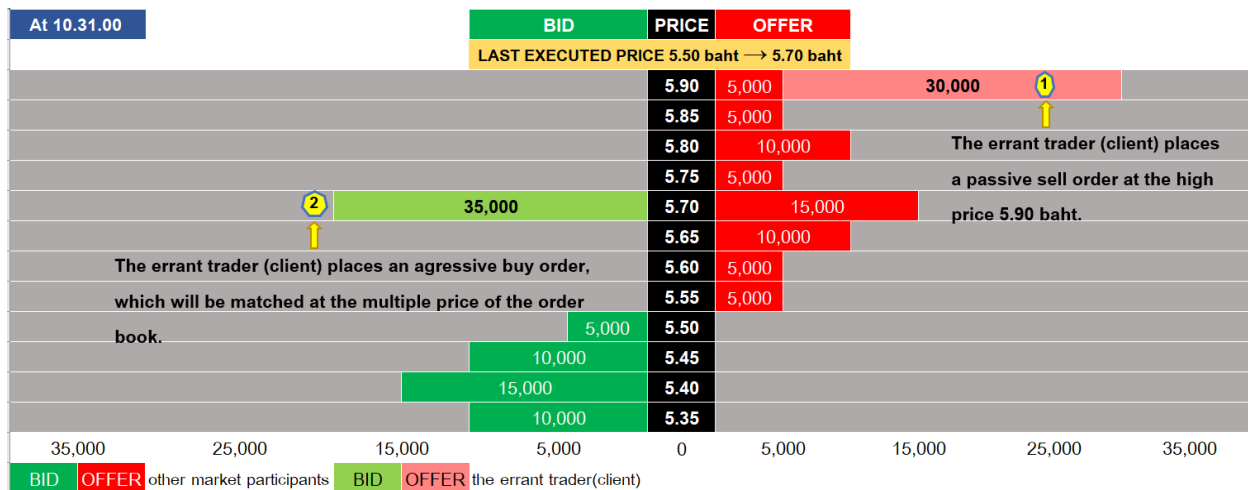 At 10.31.00
BID PRICE OFFER
LAST EXECUTED PRICE 5.50 baht → 5.70 baht
5.90 5,000 30,000 1
5.85 5,000
5.80 10,000
The errant trader (client) places
5.75 5,000
a passive sell order at the high
2 35,000 5.70 15,000
price 5.90 baht.
5.65 10,000
The errant trader (client) places an agressive buy order,
5.60 5,000
which will be matched at the multiple price of the order
5.55 5,000
book.
5,000 5.50
10,000 5.45
15,000 5.40
10,000 5.35
35,000 25,000 15,000 5,000 0 5,000 15,000 25,000 35,000
BID OFFER other market participants BID OFFER the errant trader(client)